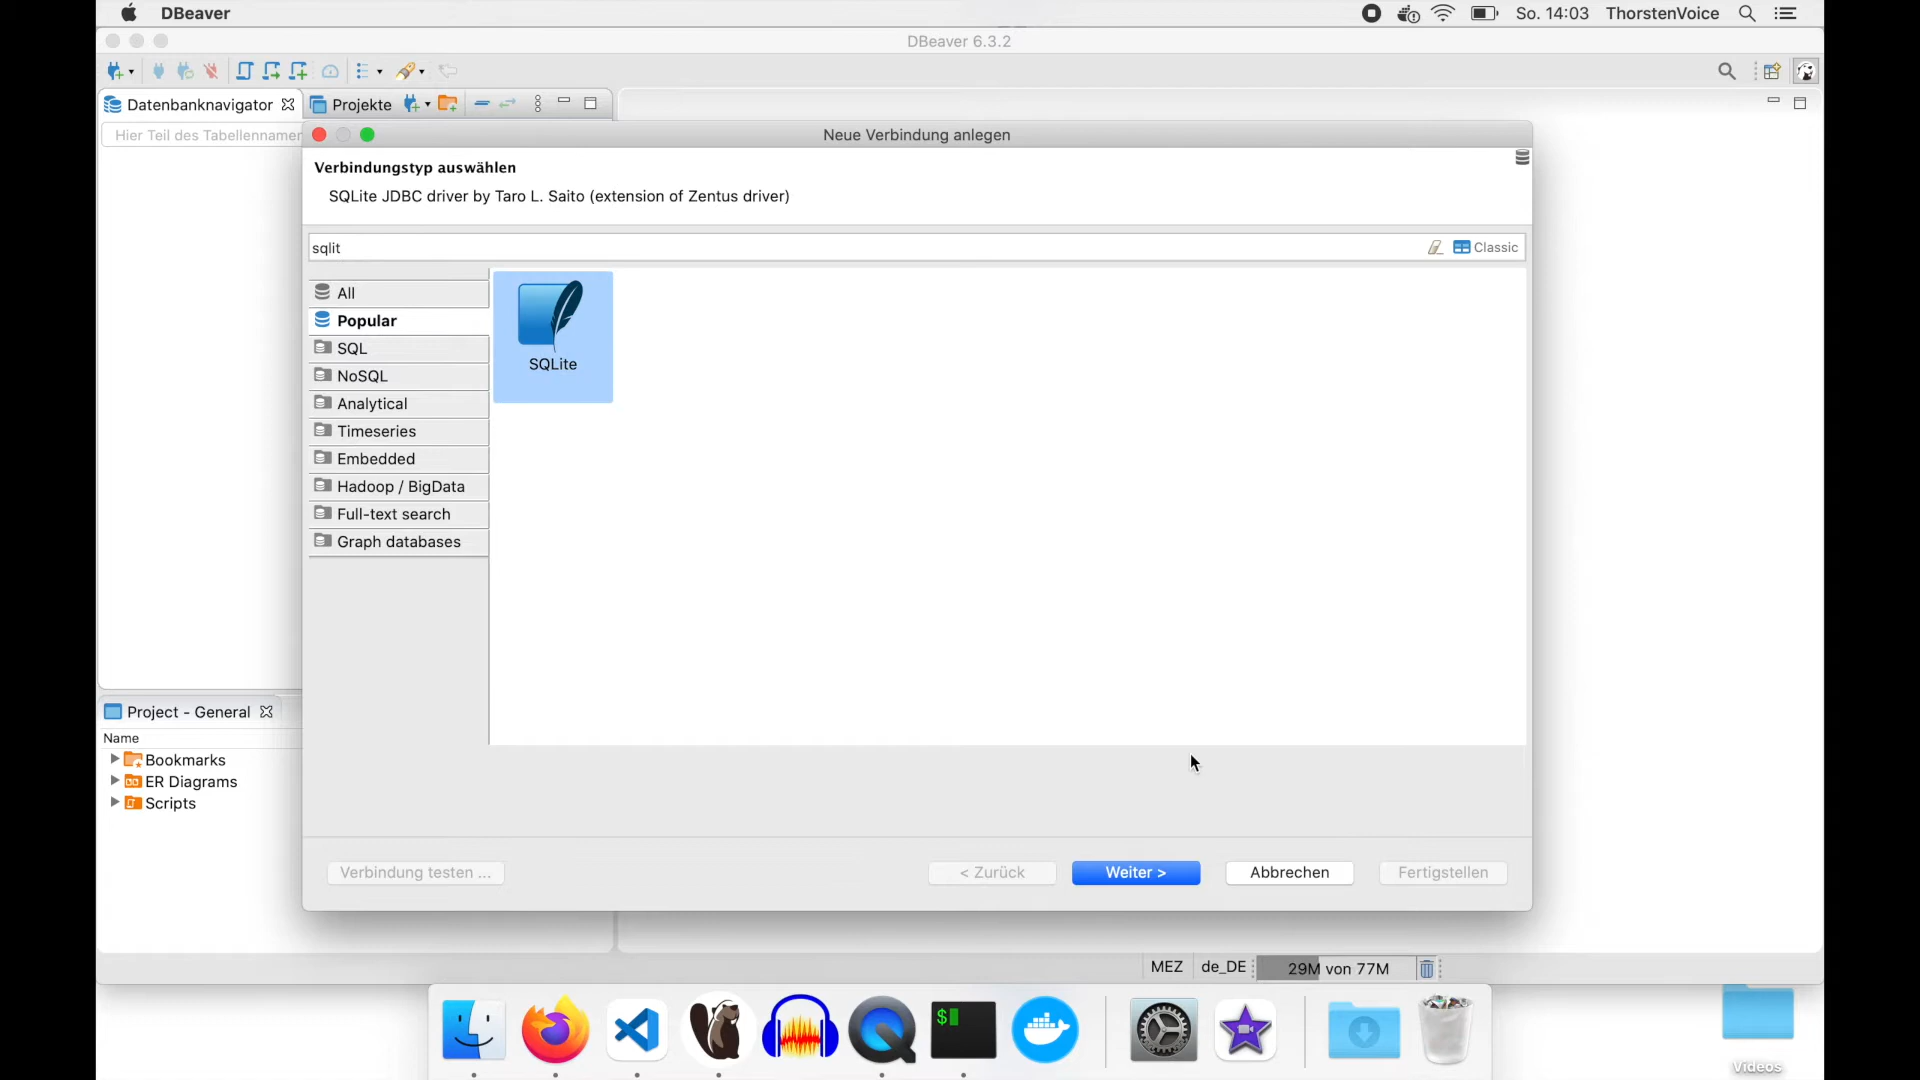 DBeaver
So. 14:03
ThorstenVoice
DBeaver 6.3.2
Datenbanknavigator
Projekte
Hier Teil des Tabellennamer
Neue Verbindung anlegen
Verbindungstyp auswählen
SQLite JDBC driver by Taro L. Saito (extension of Zentus driver)
sqlit
Classic
All
Popular
SQL
NoSQL
Analytical
Timeseries
Embedded
Hadoop / BigData
Full-text search
Graph databases
SQLite
Project - General
Name
Bookmarks
ER Diagrams
Scripts
Verbindung testen ...
< Zurück
Weiter >
Abbrechen
Fertigstellen
MEZ
de_DE
29M von 77M
$
Videos